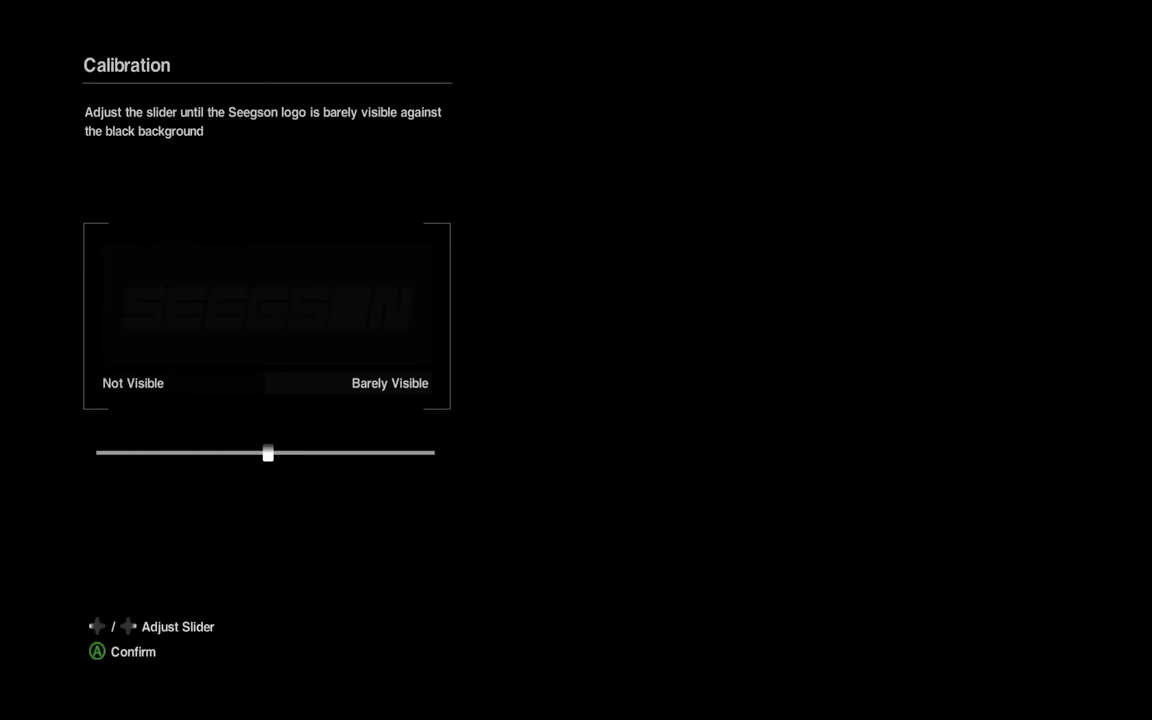 Calibration
Adjust the slider until the Seegson logo is barely visible against
the black background
SEEGSON
Not Visible
Barely Visible
/ Adjust Slider
A Confirm